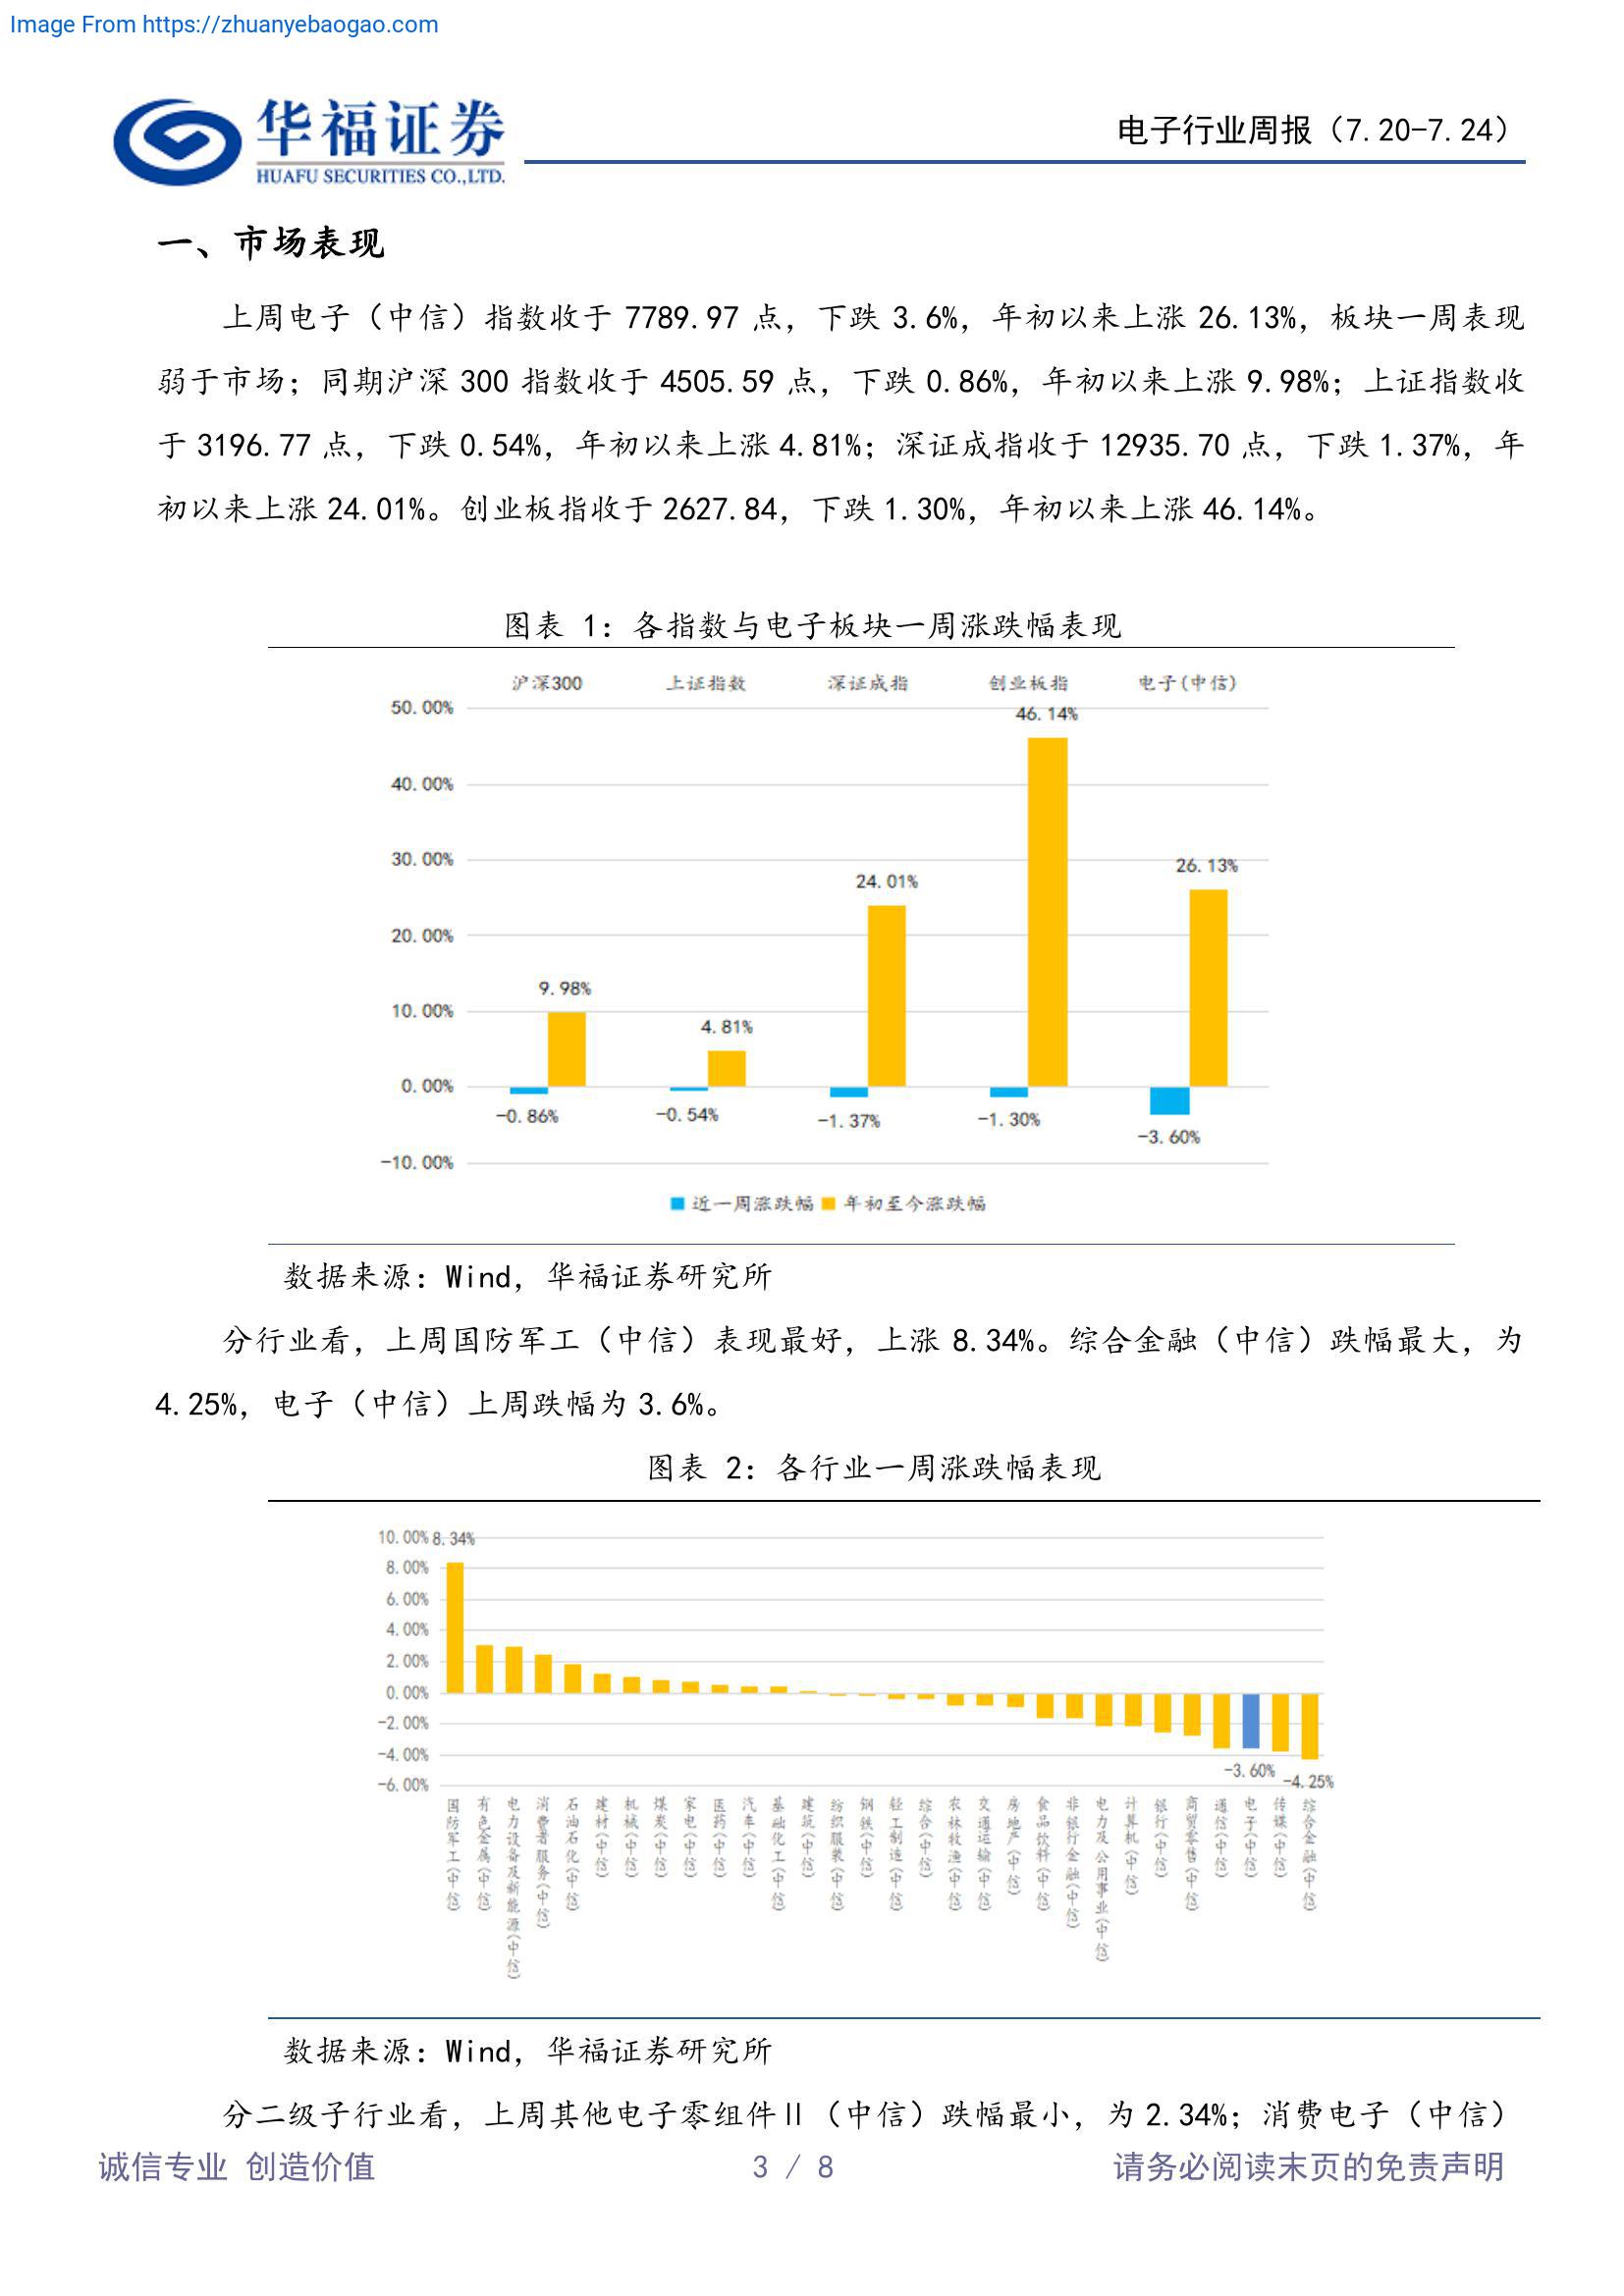 Image From https://zhuanyebaogao.com
华福证券
HUAFU SECURITIES CO.,LTD.
电子行业周报（7.20-7.24）
一、市场表现
上周电子（中信）指数收于 7789.97 点，下跌 3.6%，年初以来上涨 26.13%，板块一周表现
弱于市场；同期沪深 300 指数收于 4505.59 点，下跌 0.86%，年初以来上涨 9.98%；上证指数收
于 3196.77 点，下跌 0.54%，年初以来上涨 4.81%；深证成指收于 12935.70 点，下跌 1.37%，年
初以来上涨 24.01%。创业板指收于 2627.84，下跌 1.30%，年初以来上涨 46.14%。
图表 1：各指数与电子板块一周涨跌幅表现
沪深300 上证指数 深证成指 创业板指 电子(中信)
50.00%
46.14%
40.00%
30.00%
26.13%
24.01%
20.00%
9.98%
10.00%
4.81%
0.00%
-0.86% -0.54% -1.37% -1.30% -3.60%
-10.00%
近一周涨跌幅 年初至今涨跌幅
数据来源：Wind，华福证券研究所
分行业看，上周国防军工（中信）表现最好，上涨 8.34%。综合金融（中信）跌幅最大，为
4.25%，电子（中信）上周跌幅为 3.6%。
图表 2：各行业一周涨跌幅表现
10.00% 8.34%
8.00%
6.00%
4.00%
2.00%
0.00%
-2.00%
-4.00%
-3.60%
-4.25%
-6.00%
国防军工(中信)
有色金属(中信)
电力设备及新能源(中信)
消费者服务(中信)
石油石化(中信)
建材(中信)
机械(中信)
煤炭(中信)
家电(中信)
医药(中信)
汽车(中信)
基础化工(中信)
建筑(中信)
纺织服装(中信)
钢铁(中信)
轻工制造(中信)
综合(中信)
农林牧渔(中信)
交通运输(中信)
房地产(中信)
食品饮料(中信)
非银行金融(中信)
电力及公用事业(中信)
计算机(中信)
银行(中信)
商贸零售(中信)
通信(中信)
电子(中信)
传媒(中信)
综合金融(中信)
数据来源：Wind，华福证券研究所
分二级子行业看，上周其他电子零组件Ⅱ（中信）跌幅最小，为 2.34%；消费电子（中信）
诚信专业 创造价值
3 / 8
请务必阅读末页的免责声明